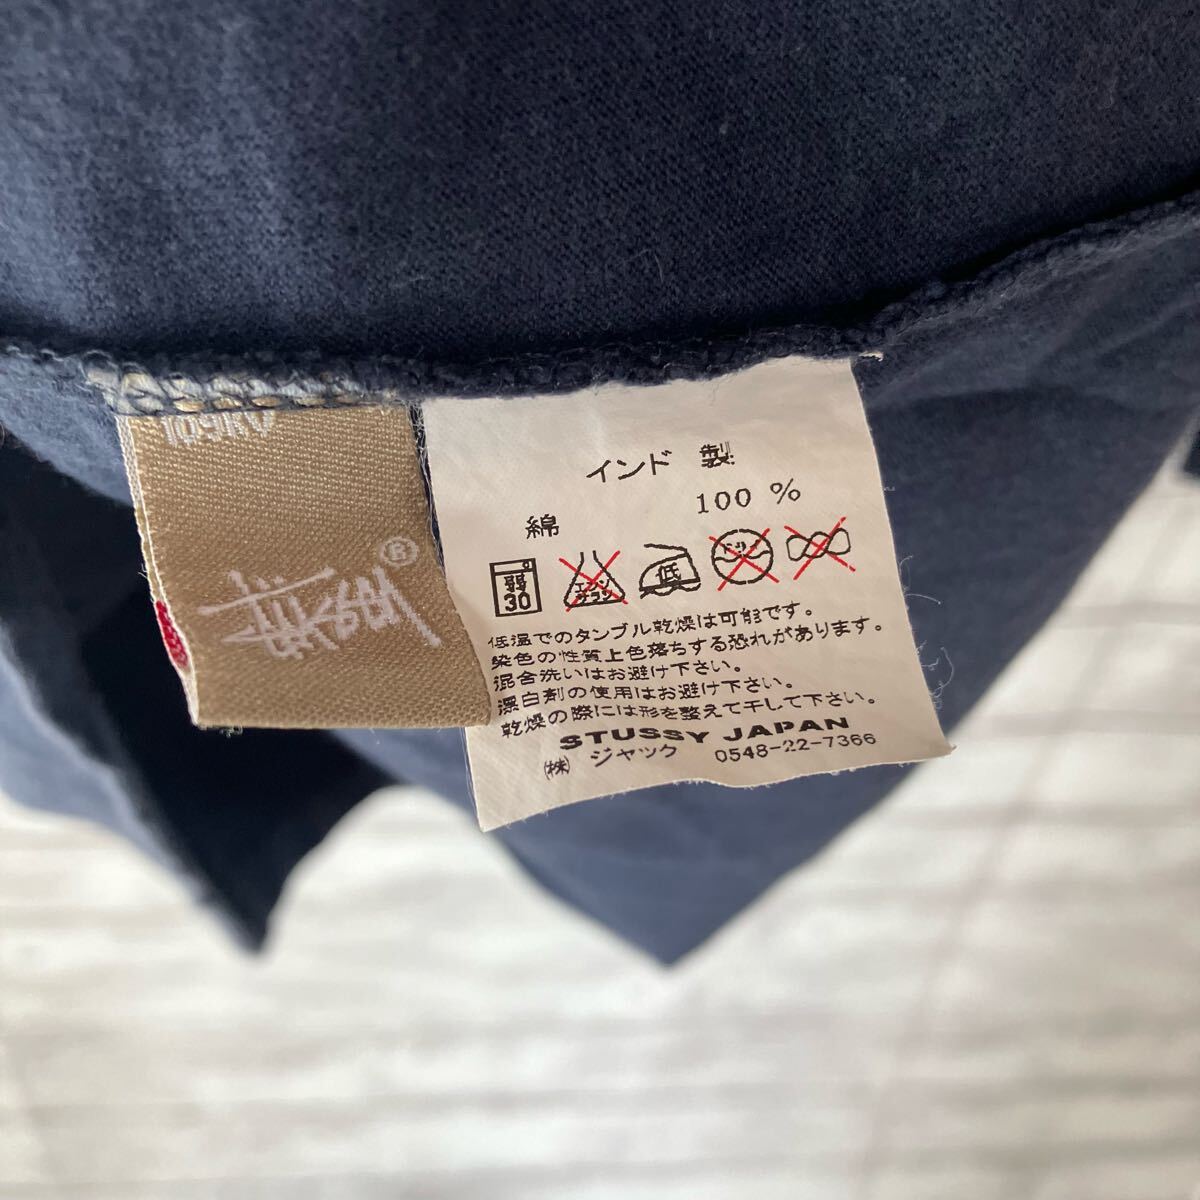 インド 製
100 %
綿
弱
30
エンソ
サラシ
低
ドライ
低温でのタンブル乾燥は可能です。
染色の性質上色落ちする恐れがあります。
混合洗いはお避け下さい。
漂白剤の使用はお避け下さい。
乾燥の際には形を整えて干して下さい。
STUSSY JAPAN
㈱ ジャック 0548-22-7366
Stüssy ®